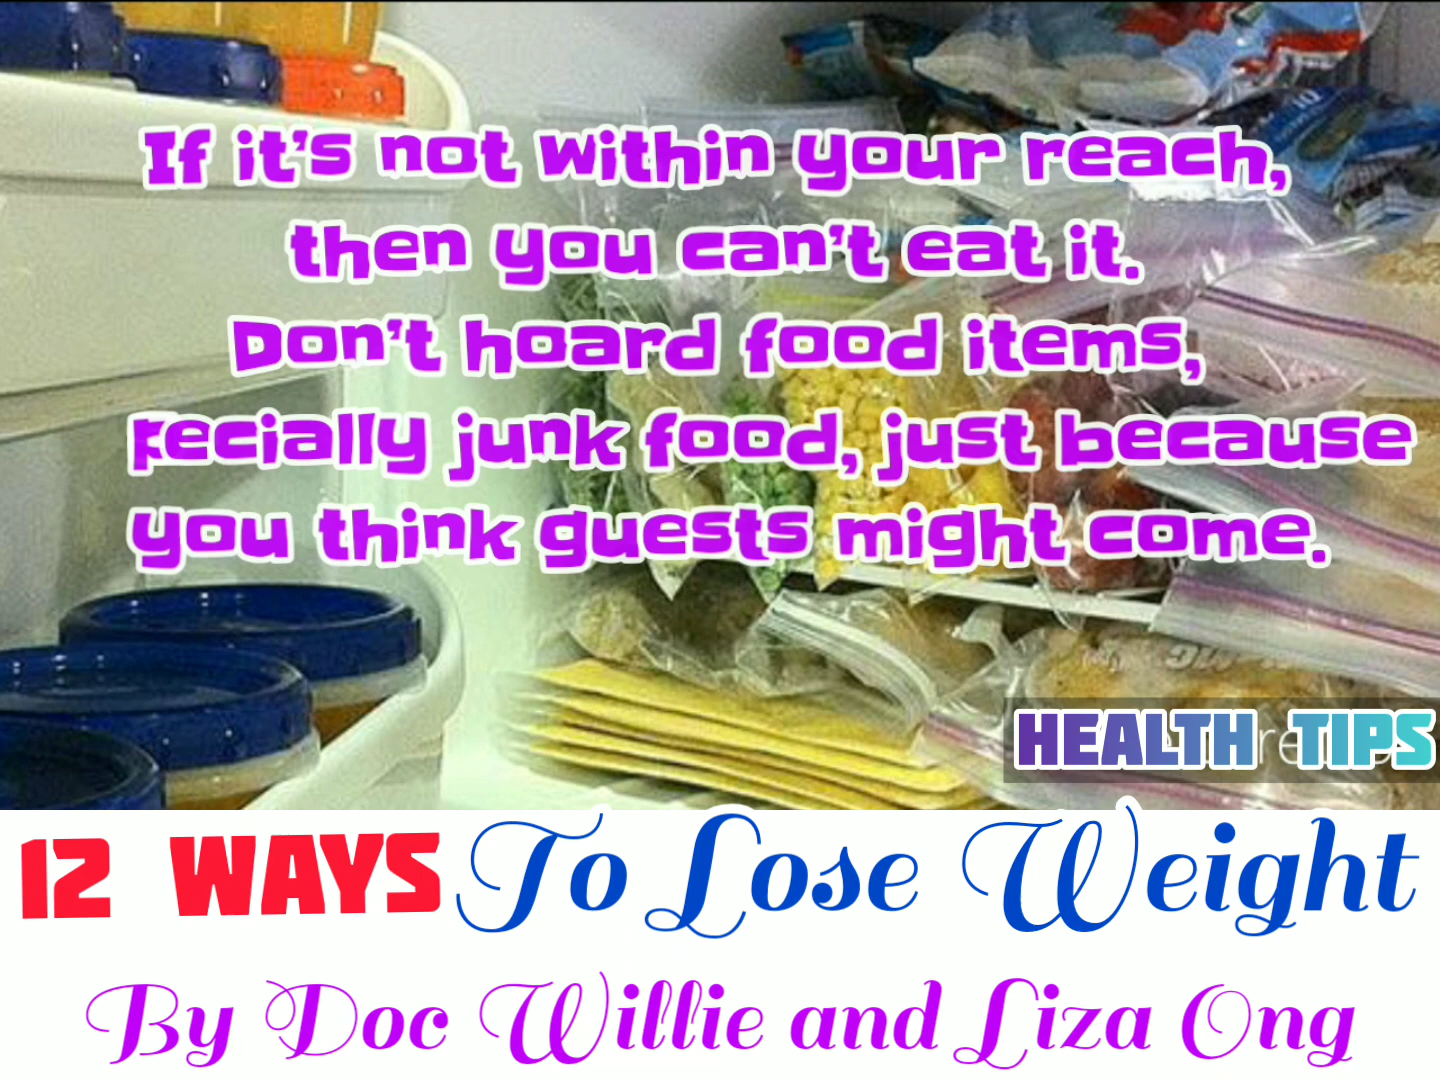 If it's not within your reach,
then you can't eat it.
Don't hoard food items,
recially junk food, just because
you think guests might come.
HEALTH TIPS
12 WAYS To Lose Weight
By Doc Willie and Liza Ong